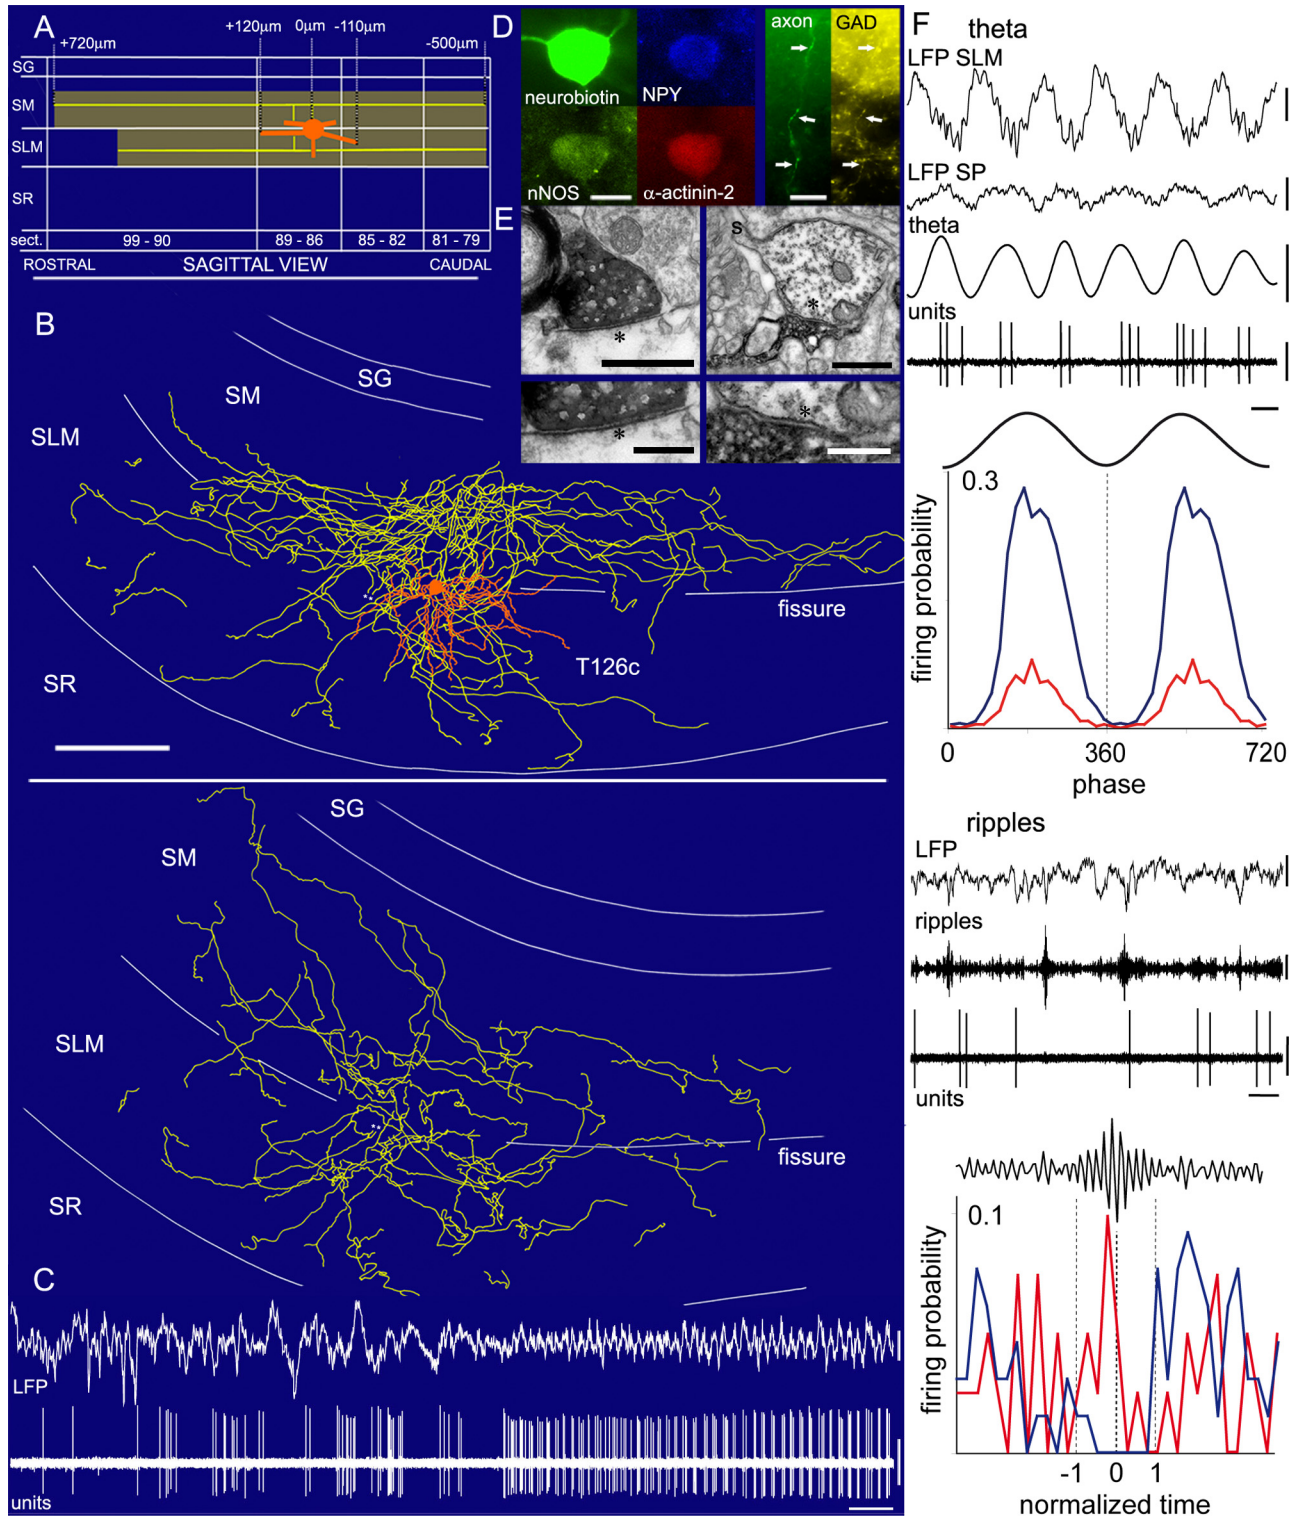 A
+120µm 0µm -110µm
+720µm -500µm
SG
SM
SLM
SR
sect. 99 - 90 89 - 86 85 - 82 81 - 79
ROSTRAL SAGITTAL VIEW CAUDAL
B
SG
SM
SLM
fissure
T126c
SR
SG
SM
SLM
fissure
SR
C
LFP
units
D
neurobiotin NPY
nNOS α-actinin-2
axon GAD
E
*
S
*
*
*
F
theta
LFP SLM
LFP SP
theta
units
0.3
firing probability
0 360 720
phase
ripples
LFP
ripples
units
0.1
firing probability
-1 0 1
normalized time